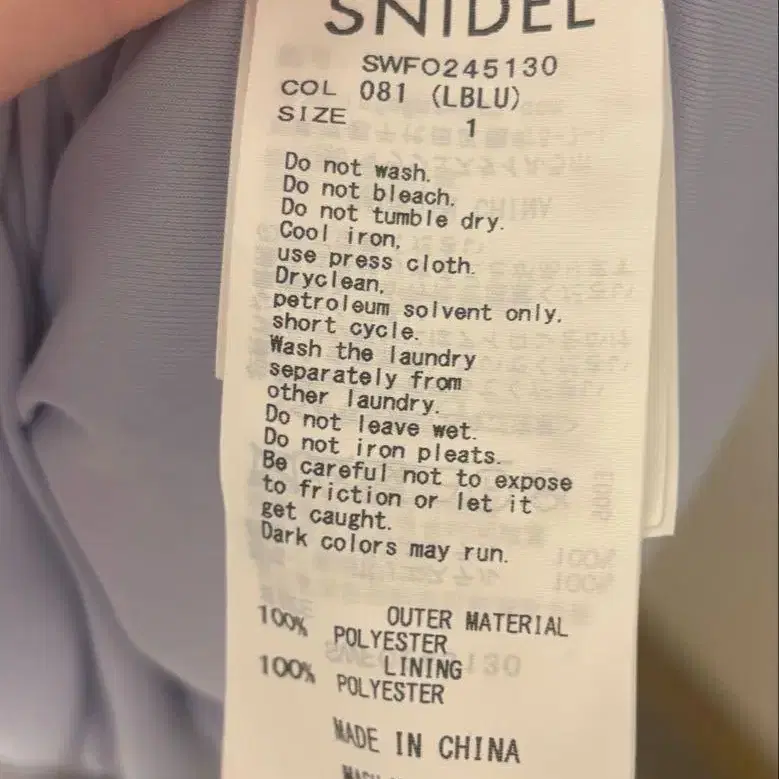 SNIDEL
SWFO245130
COL 081 (LBLU)
SIZE 1
Do not wash.
Do not bleach.
Do not tumble dry.
Cool iron,
use press cloth.
Dryclean,
petroleum solvent only.
short cycle.
Wash the laundry
separately from
other laundry.
Do not leave wet.
Do not iron pleats.
Be careful not to expose
to friction or let it
get caught.
Dark colors may run.
OUTER MATERIAL
100% POLYESTER
LINING
100% POLYESTER
MADE IN CHINA